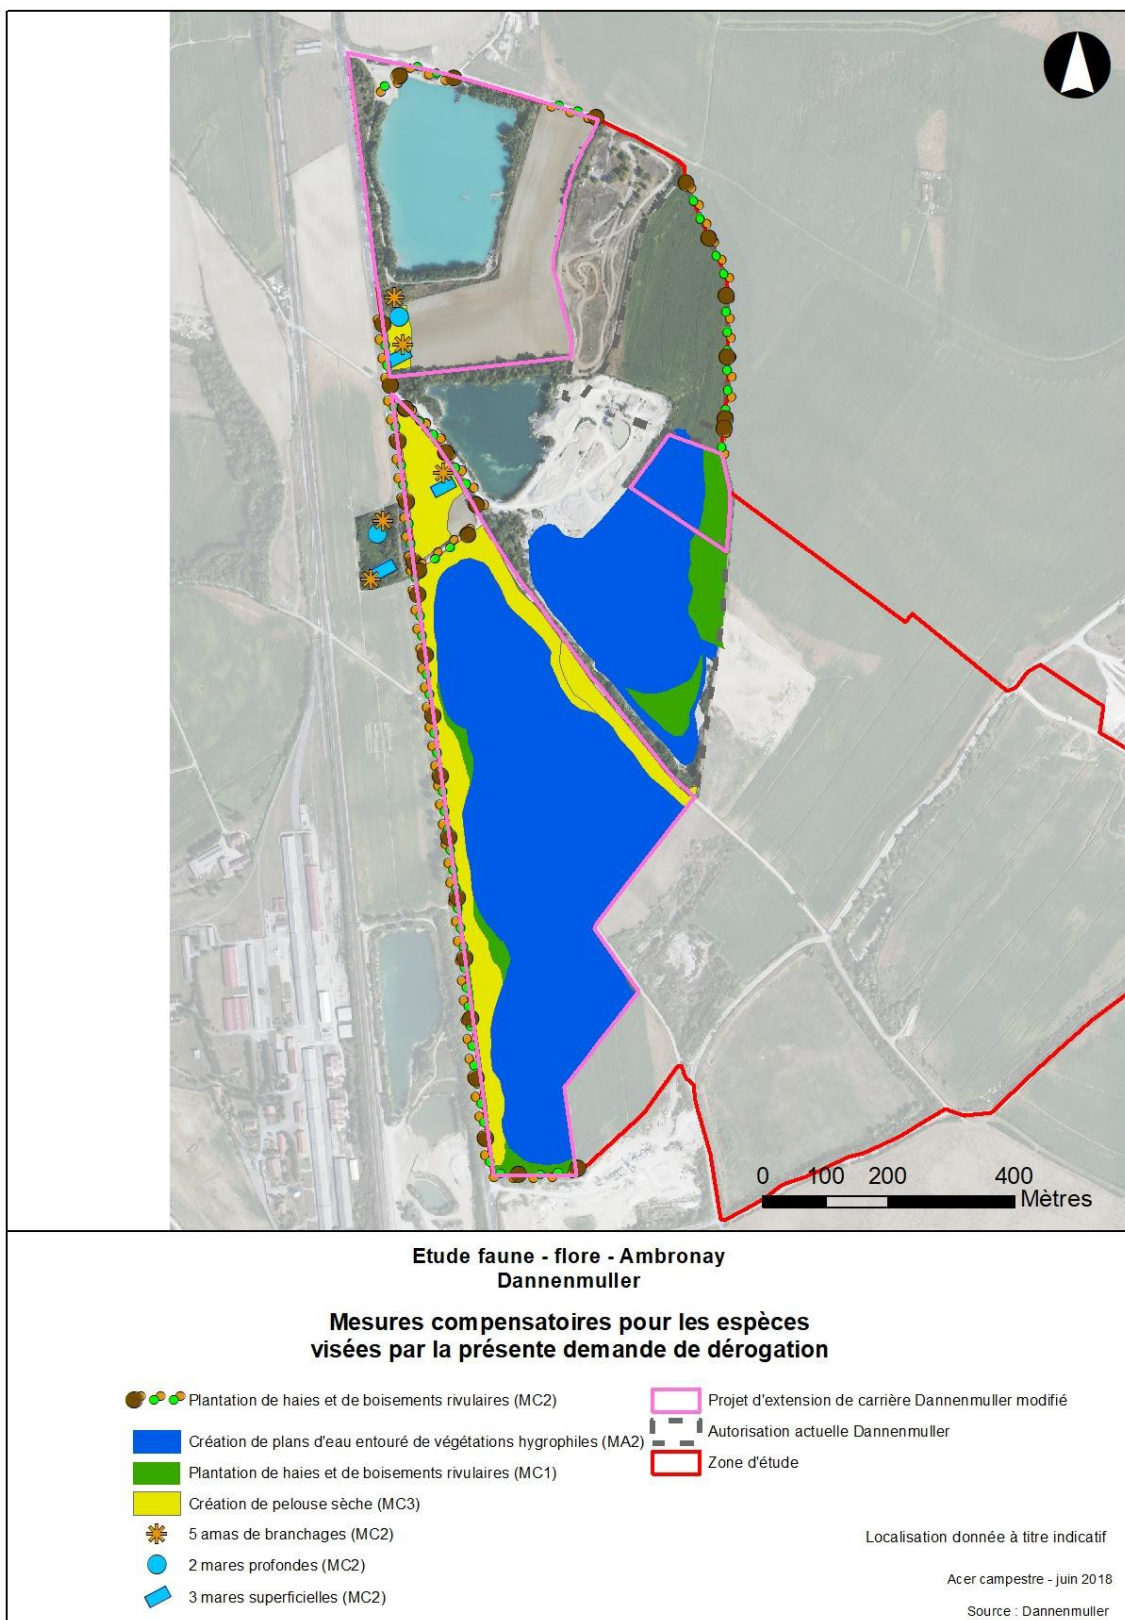 0 100 200 400
Mètres
Etude faune - flore - Ambronay
Dannenmuller
Mesures compensatoires pour les espèces
visées par la présente demande de dérogation
Plantation de haies et de boisements rivulaires (MC2)
Création de plans d'eau entouré de végétations hygrophiles (MA2)
Plantation de haies et de boisements rivulaires (MC1)
Création de pelouse sèche (MC3)
5 amas de branchages (MC2)
2 mares profondes (MC2)
3 mares superficielles (MC2)
Projet d'extension de carrière Dannenmuller modifié
Autorisation actuelle Dannenmuller
Zone d'étude
Localisation donnée à titre indicatif
Acer campestre - juin 2018
Source : Dannenmuller